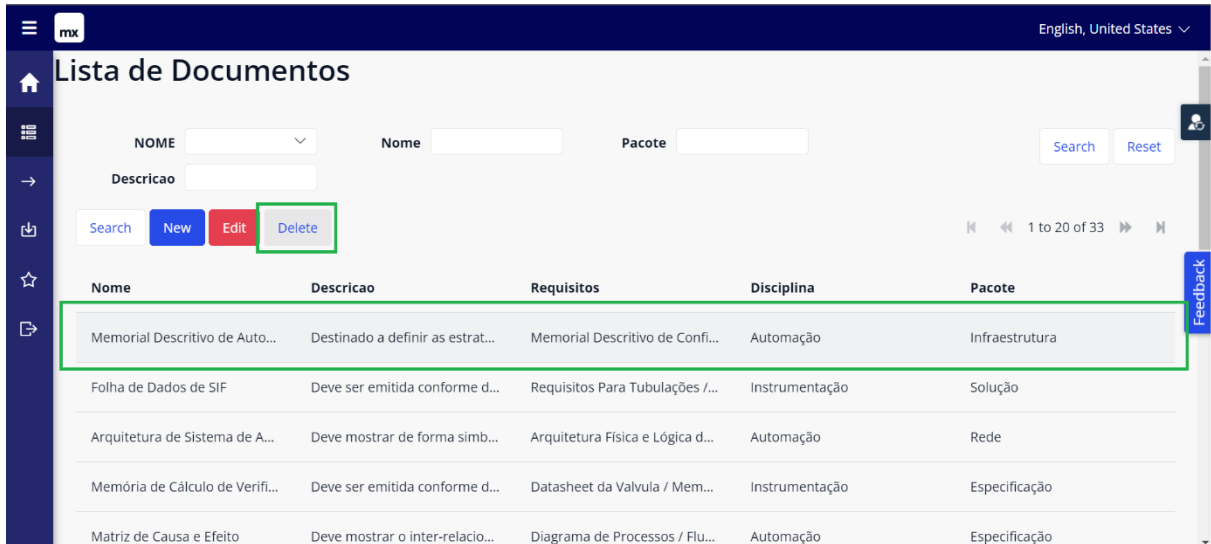 mx English, United States
Lista de Documentos
NOME Nome Pacote Search Reset
Descricao
Search New Edit Delete 1 to 20 of 33
Feedback
Nome Descricao Requisitos Disciplina Pacote
Memorial Descritivo de Auto... Destinado a definir as estrat... Memorial Descritivo de Confi... Automação Infraestrutura
Folha de Dados de SIF Deve ser emitida conforme d... Requisitos Para Tubulações /... Instrumentação Solução
Arquitetura de Sistema de A... Deve mostrar de forma simb... Arquitetura Física e Lógica d... Automação Rede
Memória de Cálculo de Verifi... Deve ser emitida conforme d... Datasheet da Valvula / Mem... Instrumentação Especificação
Matriz de Causa e Efeito Deve mostrar o inter-relacio... Diagrama de Processos / Flu... Automação Especificação